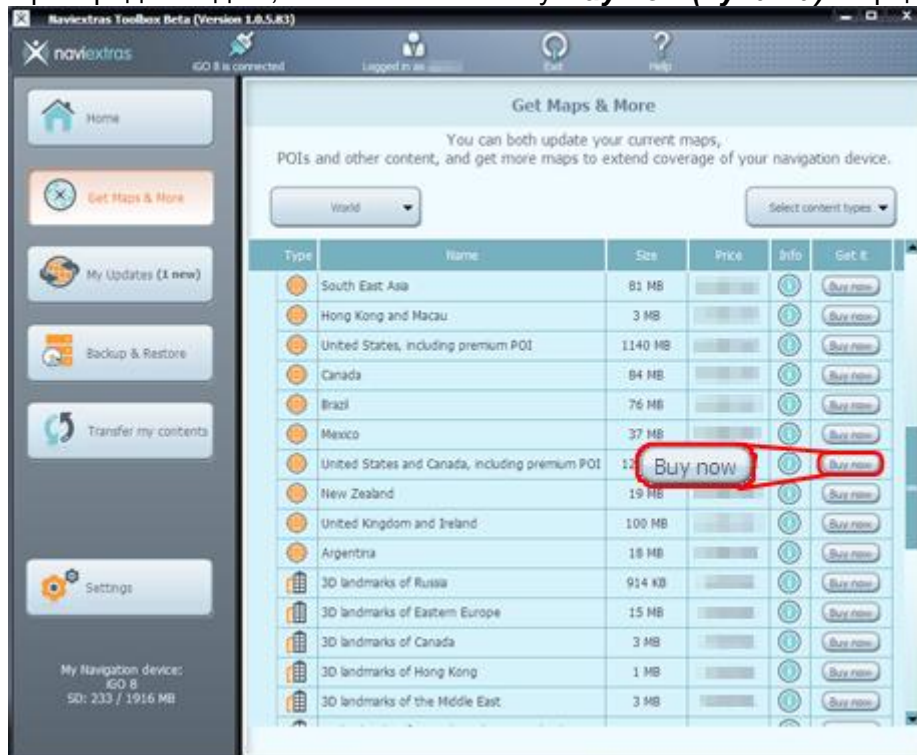 Naviextras Toolbox Beta (Version 1.0.5.83)
naviextras
iGO 8 is connected
Logged in as
Exit
Help
Home
Get Maps & More
My Updates (1 new)
Backup & Restore
Transfer my contents
Settings
My Navigation device:
iGO 8
SD: 233 / 1916 MB
Get Maps & More
You can both update your current maps,
POIs and other content, and get more maps to extend coverage of your navigation device.
World
Select content types
Type Name Size Price Info Get it
South East Asia 81 MB Buy now
Hong Kong and Macau 3 MB Buy now
United States, including premium POI 1140 MB Buy now
Canada 84 MB Buy now
Brazil 76 MB Buy now
Mexico 37 MB Buy now
United States and Canada, including premium POI Buy now Buy now
New Zealand 19 MB Buy now
United Kingdom and Ireland 100 MB Buy now
Argentina 18 MB Buy now
3D landmarks of Russia 914 KB Buy now
3D landmarks of Eastern Europe 15 MB Buy now
3D landmarks of Canada 3 MB Buy now
3D landmarks of Hong Kong 1 MB Buy now
3D landmarks of the Middle East 3 MB Buy now